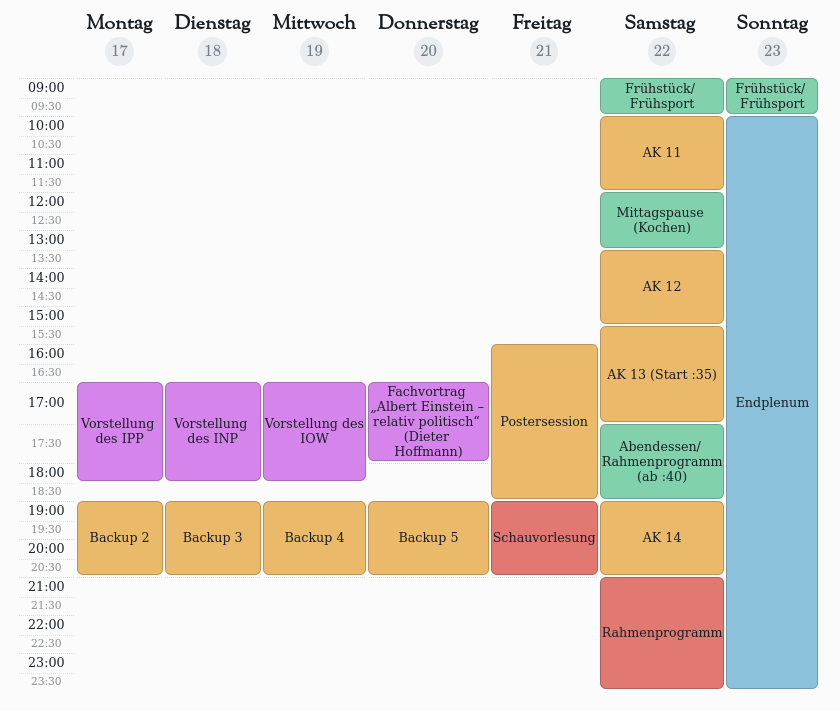 Montag Dienstag Mittwoch Donnerstag Freitag Samstag Sonntag
17 18 19 20 21 22 23
09:00
09:30
10:00
10:30
11:00
11:30
12:00
12:30
13:00
13:30
14:00
14:30
15:00
15:30
16:00
16:30
17:00
17:30
18:00
18:30
19:00
19:30
20:00
20:30
21:00
21:30
22:00
22:30
23:00
23:30
Vorstellung
des IPP
Backup 2
Vorstellung
des INP
Backup 3
Vorstellung des
IOW
Backup 4
Fachvortrag
„Albert Einstein –
relativ politisch“
(Dieter
Hoffmann)
Backup 5
Postersession
Schauvorlesung
Frühstück/
Frühsport
AK 11
Mittagspause
(Kochen)
AK 12
AK 13 (Start :35)
Abendessen/
Rahmenprogramm
(ab :40)
AK 14
Rahmenprogramm
Frühstück/
Frühsport
Endplenum